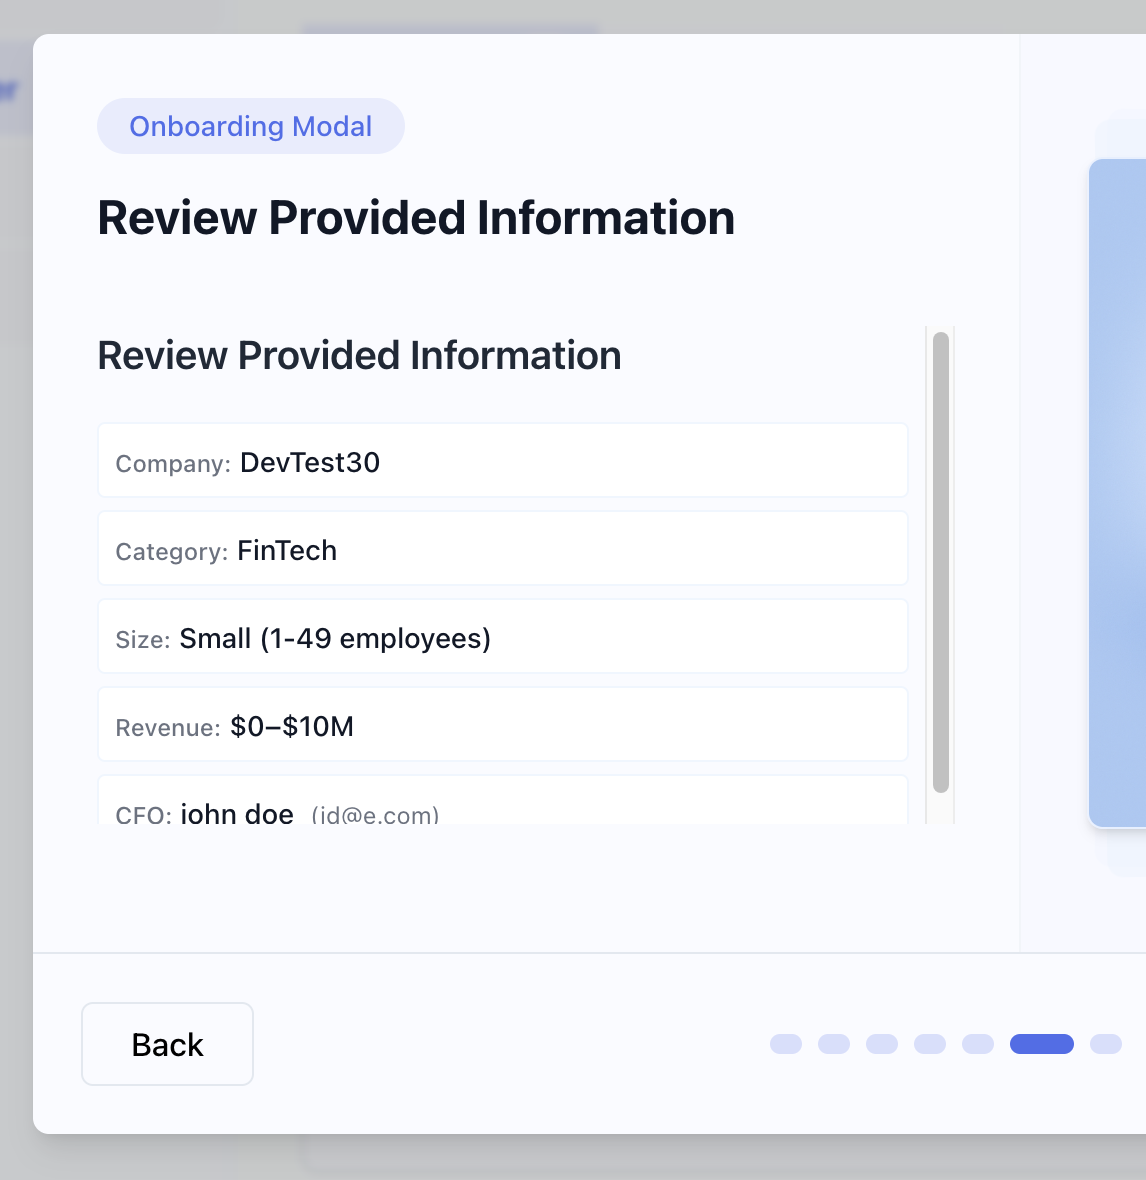 er
Onboarding Modal
Review Provided Information
Review Provided Information
Company: DevTest30
Category: FinTech
Size: Small (1-49 employees)
Revenue: $0–$10M
CFO: john doe (jd@e.com)
Back